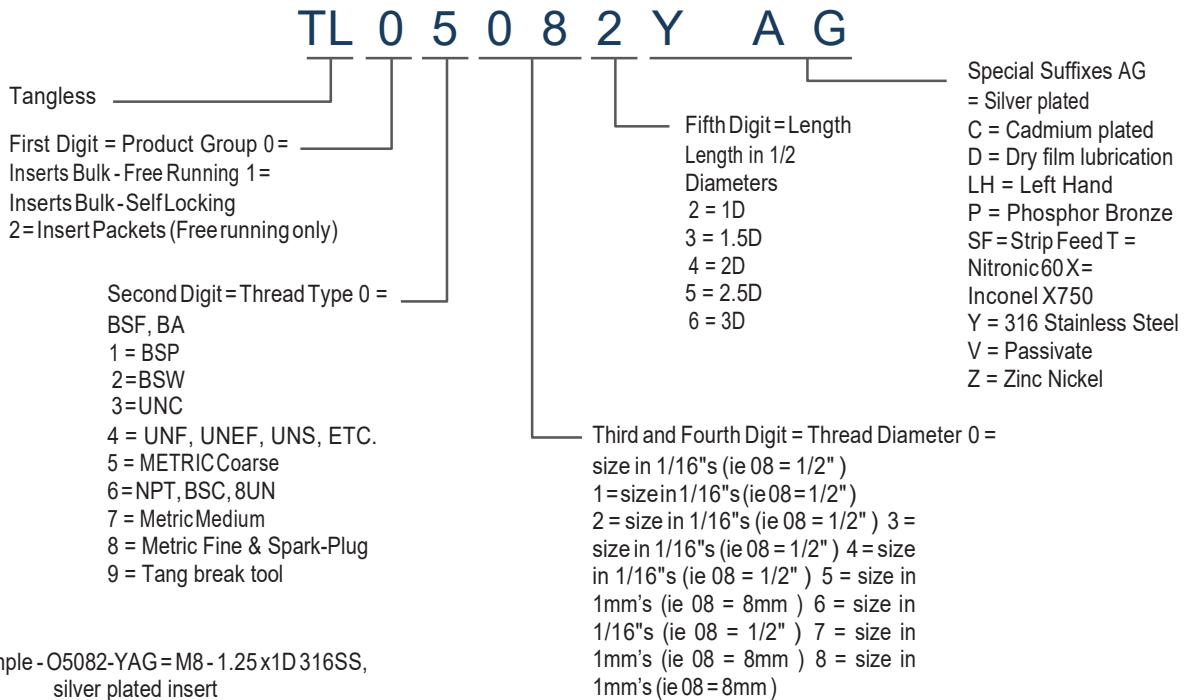 TL 0 5 0 8 2 Y A G
Tangless
First Digit = Product Group 0 =
Inserts Bulk - Free Running 1 =
Inserts Bulk - Self Locking
2 = Insert Packets (Free running only)
Second Digit = Thread Type 0 =
BSF, BA
1 = BSP
2 = BSW
3 = UNC
4 = UNF, UNEF, UNS, ETC.
5 = METRIC Coarse
6 = NPT, BSC, 8UN
7 = Metric Medium
8 = Metric Fine & Spark-Plug
9 = Tang break tool
Fifth Digit = Length
Length in 1/2
Diameters
2 = 1D
3 = 1.5D
4 = 2D
5 = 2.5D
6 = 3D
Special Suffixes AG
= Silver plated
C = Cadmium plated
D = Dry film lubrication
LH = Left Hand
P = Phosphor Bronze
SF = Strip Feed T =
Nitronic 60 X =
Inconel X750
Y = 316 Stainless Steel
V = Passivate
Z = Zinc Nickel
Third and Fourth Digit = Thread Diameter 0 =
size in 1/16"s (ie 08 = 1/2" )
1 = size in 1/16"s (ie 08 = 1/2")
2 = size in 1/16"s (ie 08 = 1/2" ) 3 =
size in 1/16"s (ie 08 = 1/2" ) 4 = size
in 1/16"s (ie 08 = 1/2" ) 5 = size in
1mm's (ie 08 = 8mm ) 6 = size in
1/16"s (ie 08 = 1/2" ) 7 = size in
1mm's (ie 08 = 8mm ) 8 = size in
1mm's (ie 08 = 8mm )
mple - O5082-YAG = M8 - 1.25 x 1D 316SS,
silver plated insert